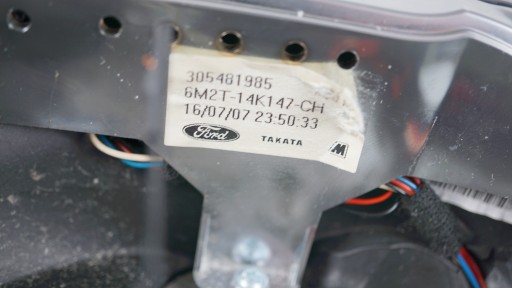 305481985
6M2T-14K147-CH
16/07/07 23:50:33
Ford TAKATA M